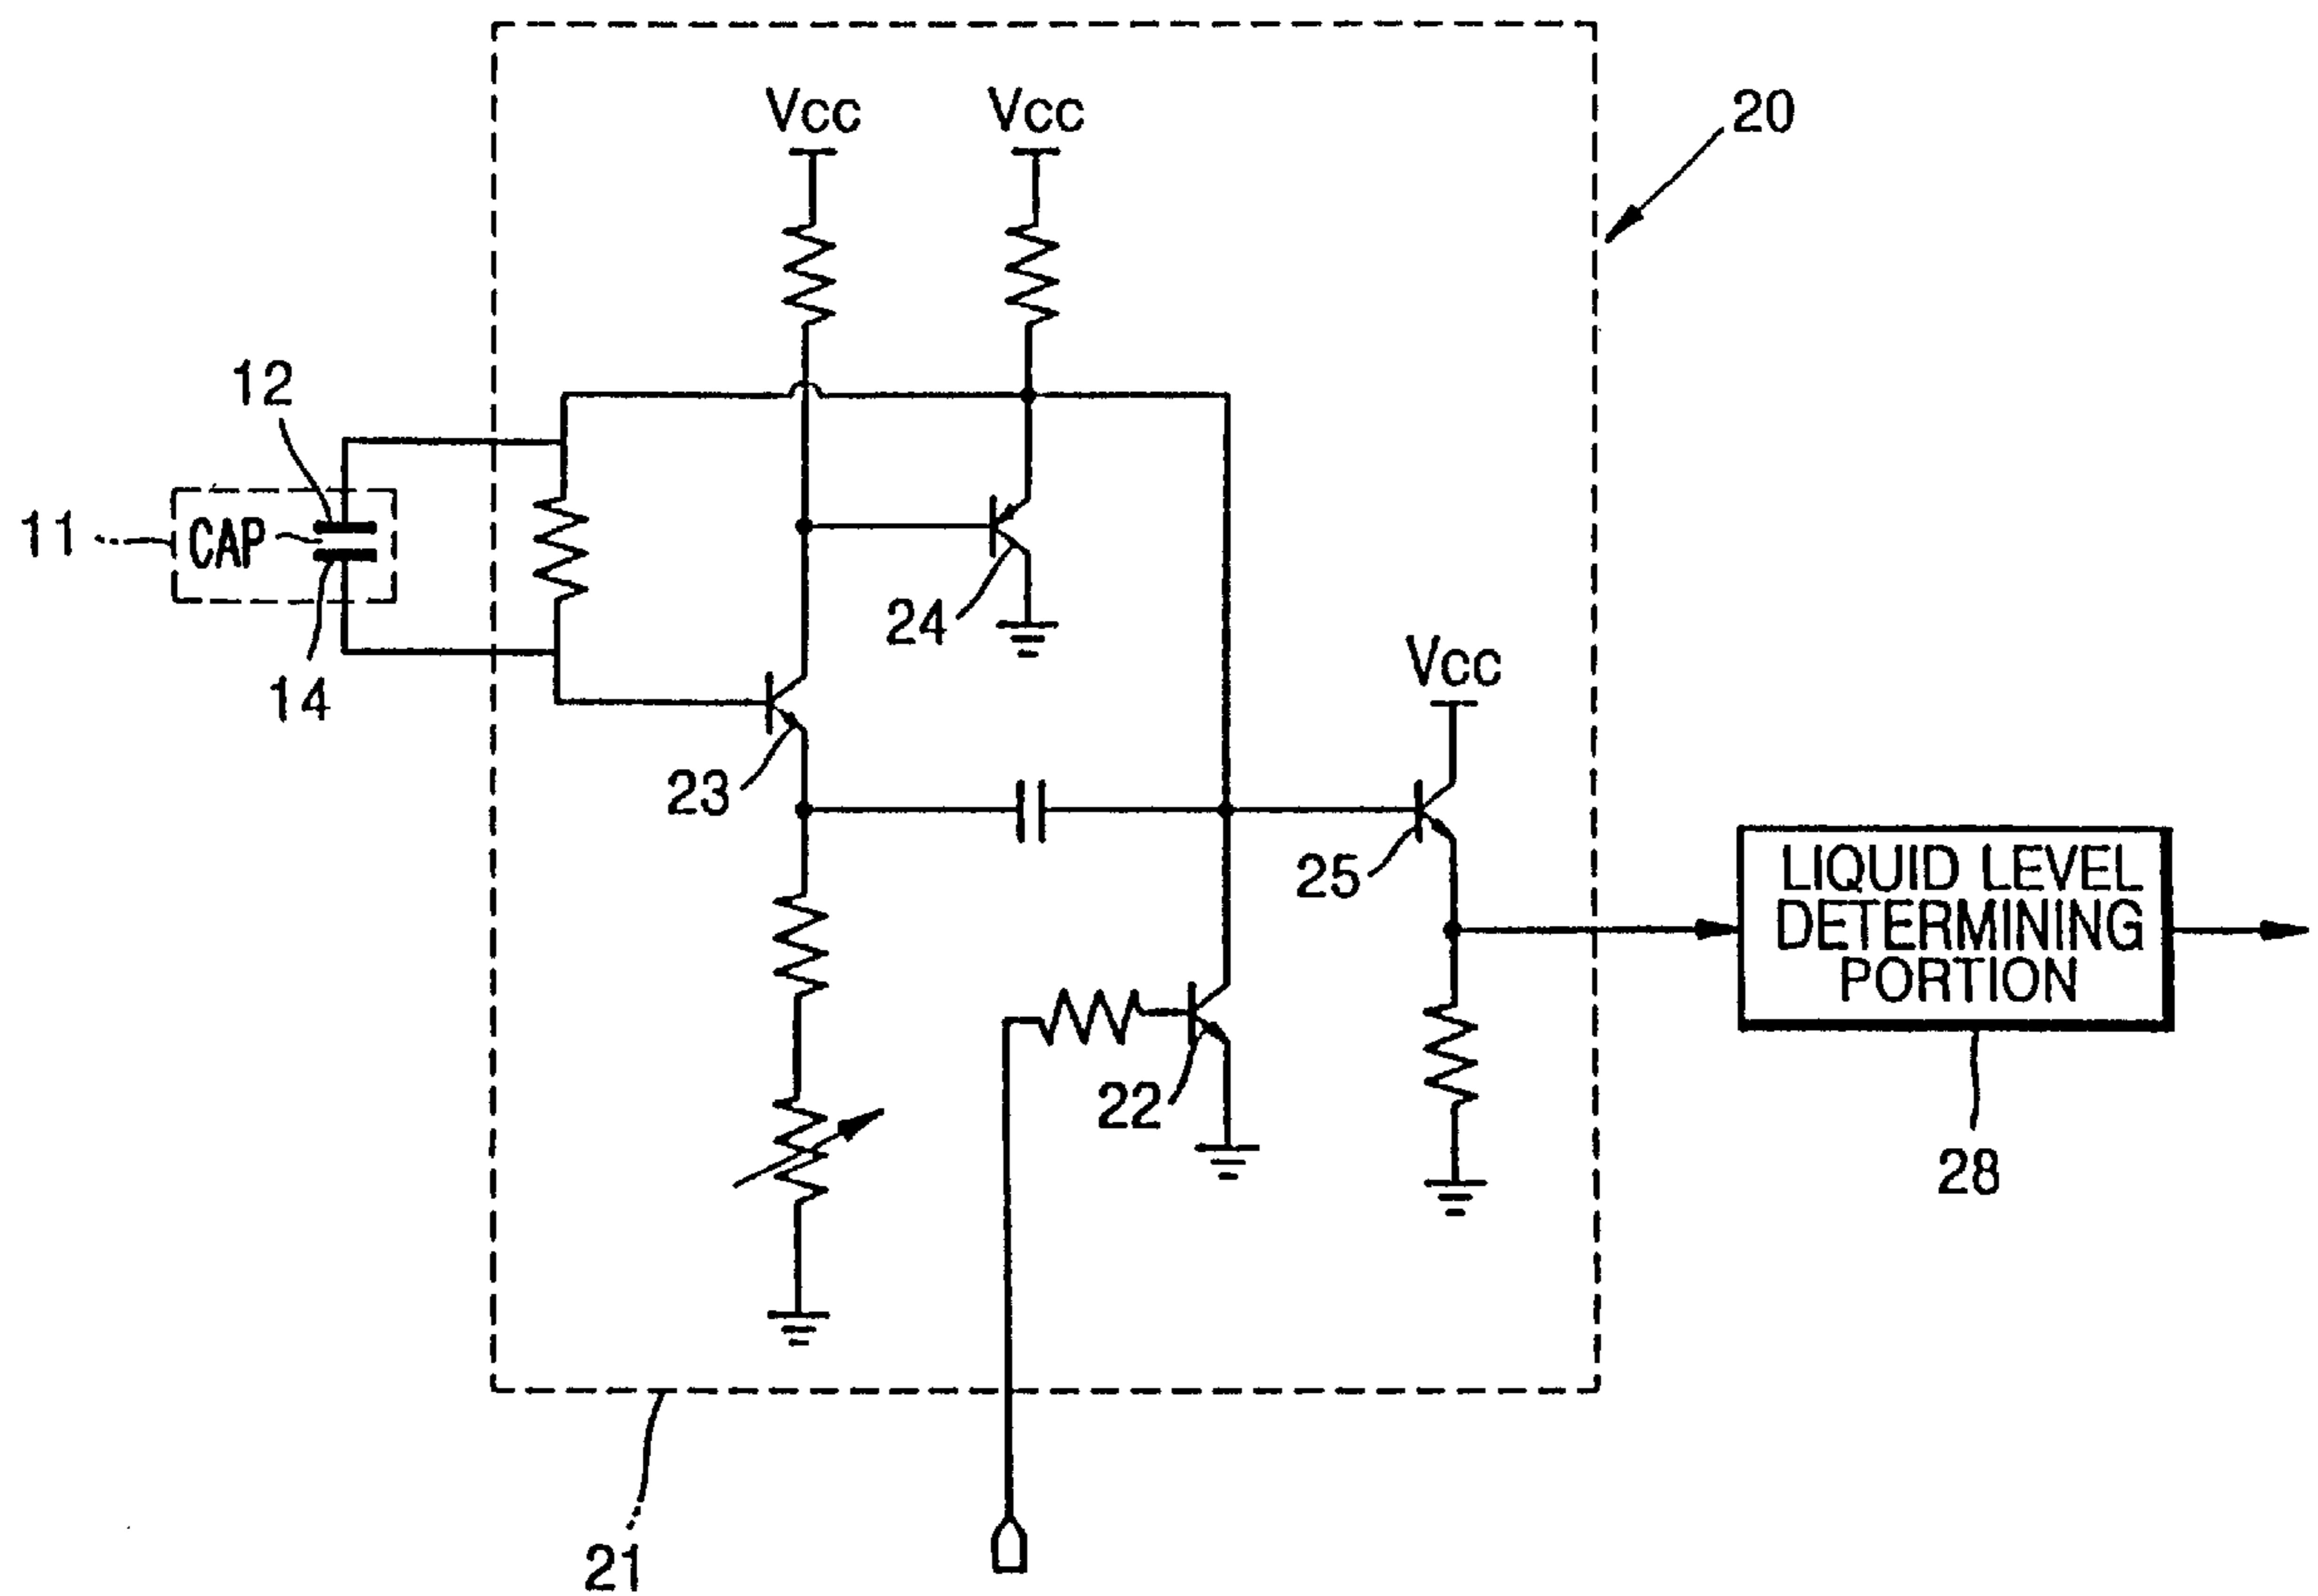 Vcc
Vcc
20
12
11
CAP
14
24
23
Vcc
25
LIQUID LEVEL
DETERMINING
PORTION
22
28
21